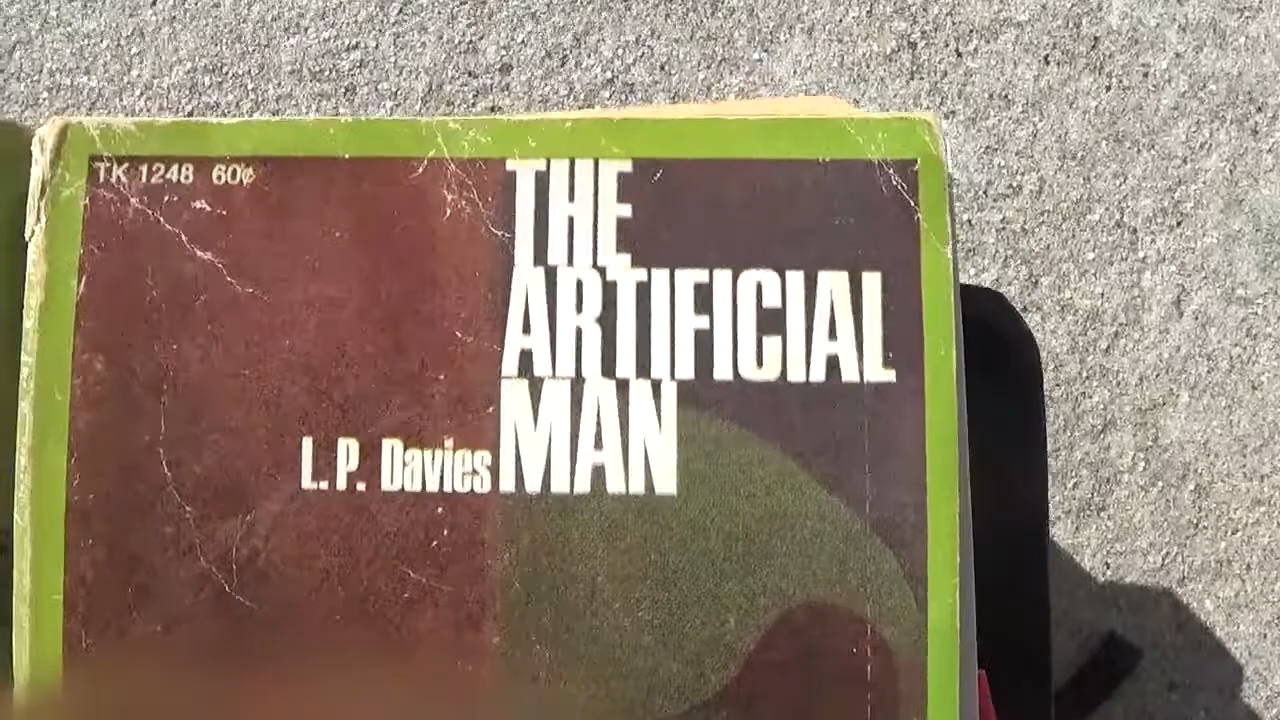 TK 1248 60¢
THE
ARTIFICIAL
MAN
L. P. Davies